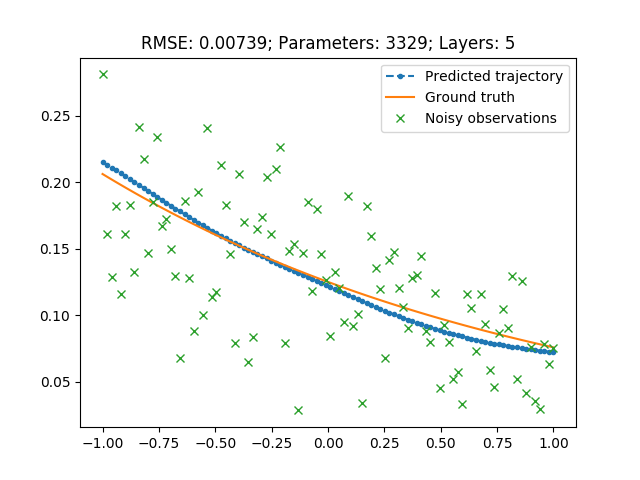 RMSE: 0.00739; Parameters: 3329; Layers: 5
Predicted trajectory
Ground truth
Noisy observations
0.25
0.20
0.15
0.10
0.05
−1.00 −0.75 −0.50 −0.25 0.00 0.25 0.50 0.75 1.00